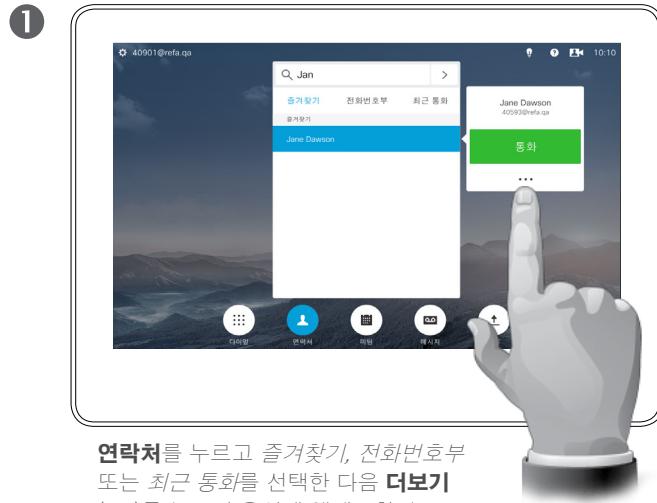 1
40901@refa.qa
10:10
Jan
즐겨찾기 전화번호부 최근 통화
즐겨찾기
Jane Dawson
Jane Dawson
40593@refa.qa
통화
다이얼 연락처 미팅 메시지
연락처를 누르고 즐겨찾기, 전화번호부
또는 최근 통화를 선택한 다음 더보기